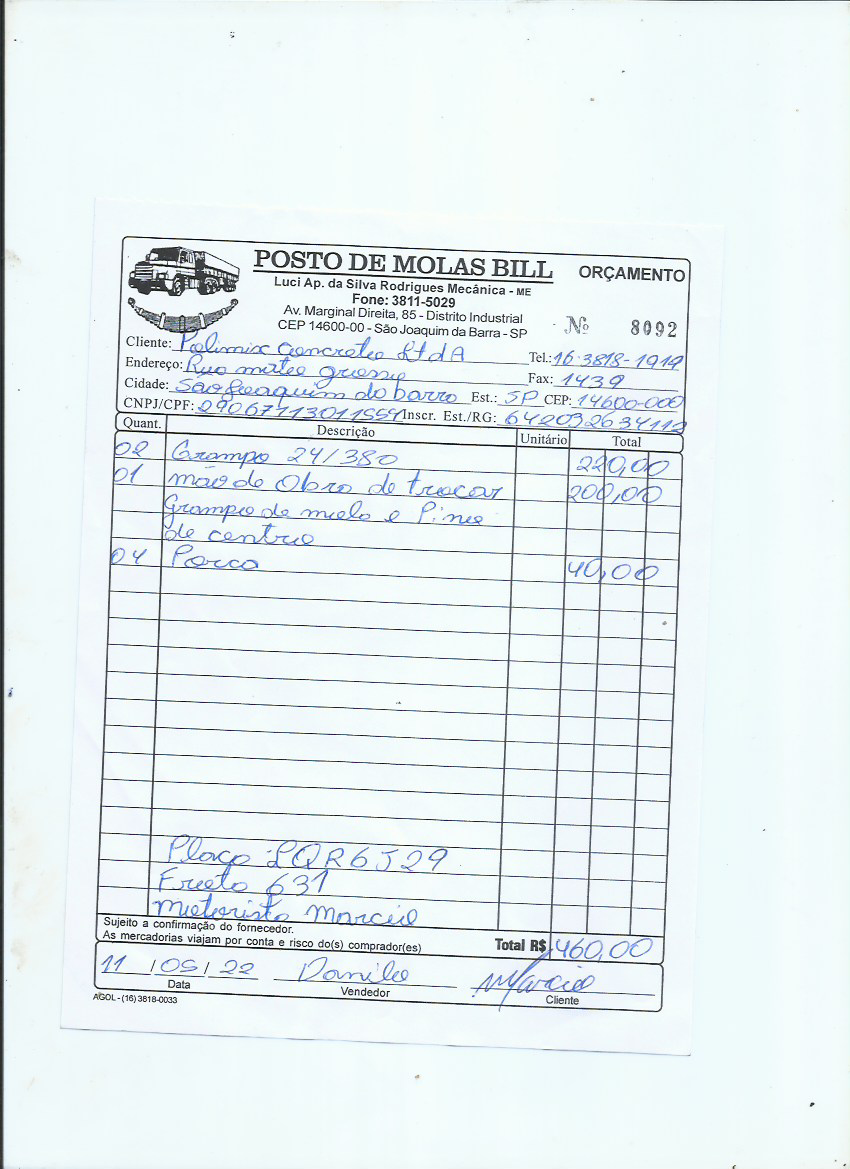 POSTO DE MOLAS BILL ORÇAMENTO
Luci Ap. da Silva Rodrigues Mecânica - ME
Fone: 3811-5029
Av. Marginal Direita, 85 - Distrito Industrial
CEP 14600-00 - São Joaquim da Barra - SP
Nº 8092
Cliente: Polimix Concreto LtdA Tel.: 16-3818-1919
Endereço: Rua mato grosso Fax: 1439
Cidade: São Joaquim do barra Est.: SP CEP: 14600-000
CNPJ/CPF: 29067113011559 Inscr. Est./RG: 642032634112
Quant. Descrição Unitário Total
02 Grampo 24/380 220,00
01 mão de Obra de trocar 200,00
Grampo de mola e Pino
de centro
04 Porca 40,00
Placa: LQR6J29
Frota 631
Motorista Marcio
Sujeito a confirmação do fornecedor.
As mercadorias viajam por conta e risco do(s) comprador(es) Total R$ 460,00
11 / 05 / 22 Danilo Marcio
Data Vendedor Cliente
AGOL - (16) 3818-0033